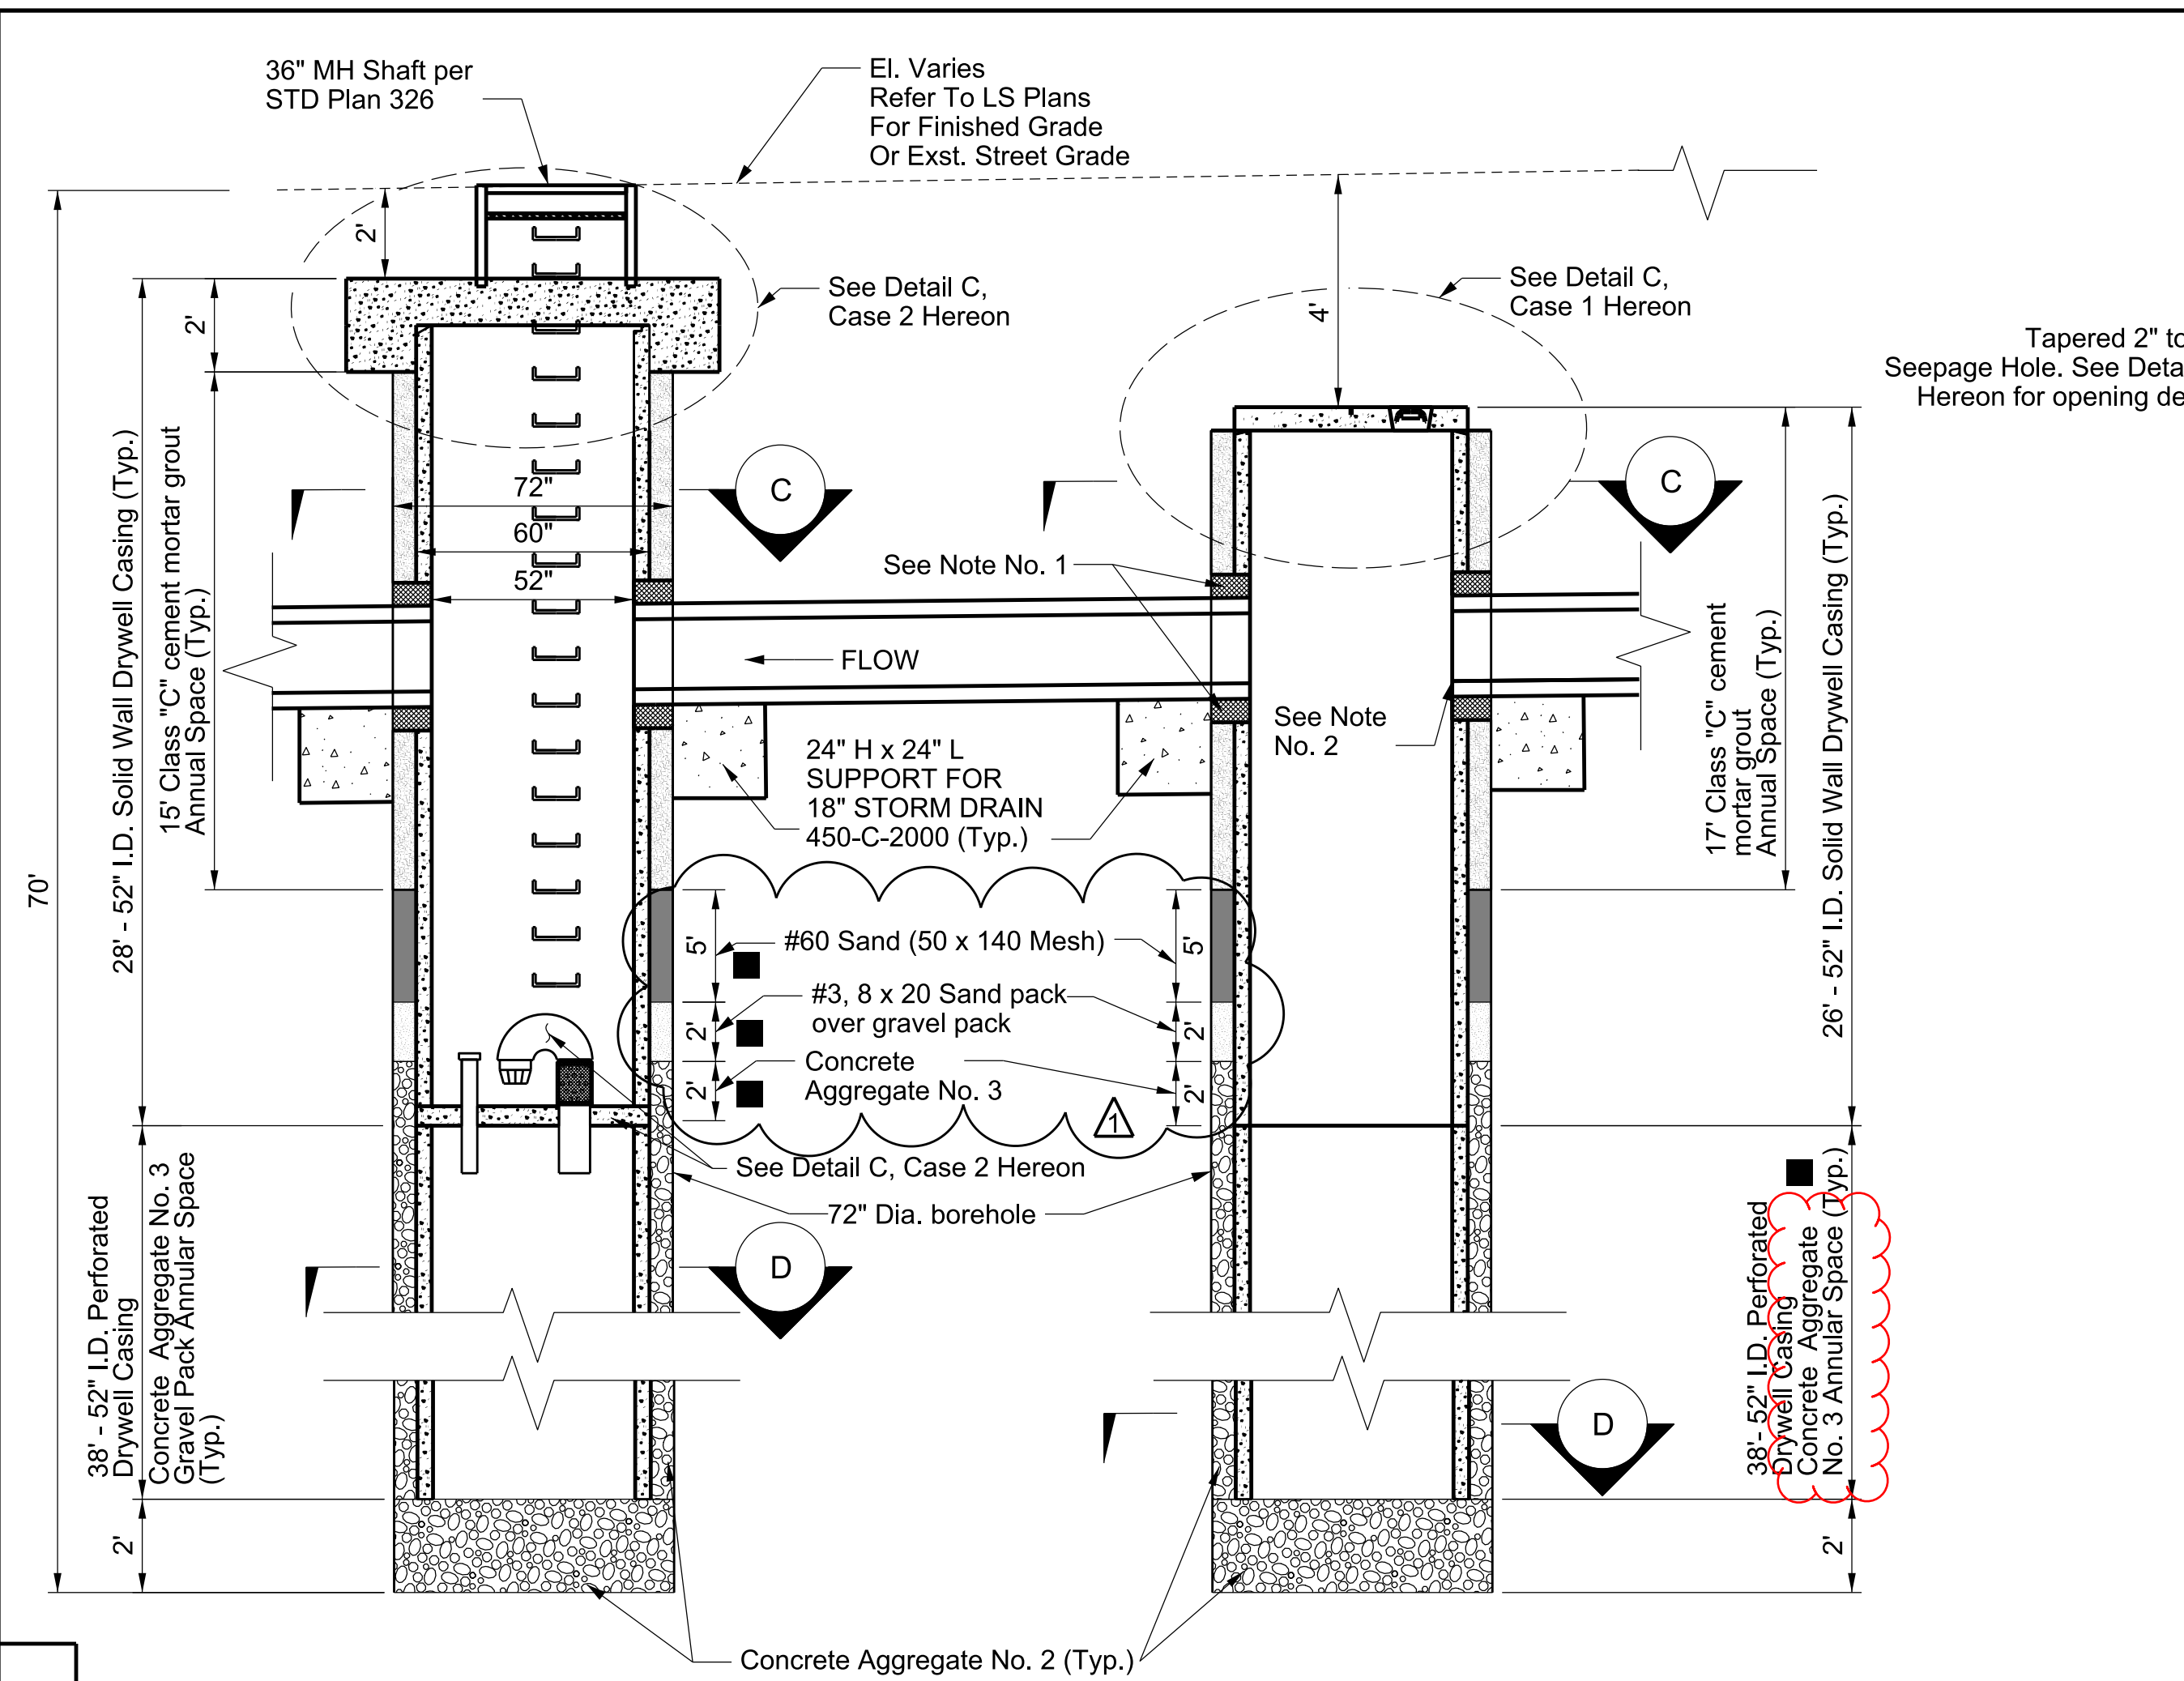 36" MH Shaft per
STD Plan 326
El. Varies
Refer To LS Plans
For Finished Grade
Or Exst. Street Grade
2'
See Detail C,
Case 2 Hereon
4'
See Detail C,
Case 1 Hereon
Tapered 2" to
Seepage Hole. See Deta
Hereon for opening de
70'
28' - 52" I.D. Solid Wall Drywell Casing (Typ.)
2'
15' Class "C" cement mortar grout
Annual Space (Typ.)
72"
60"
52"
C
C
See Note No. 1
FLOW
See Note
No. 2
24" H x 24" L
SUPPORT FOR
18" STORM DRAIN
450-C-2000 (Typ.)
17' Class "C" cement
mortar grout
Annual Space (Typ.)
26' - 52" I.D. Solid Wall Drywell Casing (Typ.)
5'
#60 Sand (50 x 140 Mesh)
5'
2'
#3, 8 x 20 Sand pack
over gravel pack
2'
2'
Concrete
Aggregate No. 3
2'
1
See Detail C, Case 2 Hereon
72" Dia. borehole
D
D
38' - 52" I.D. Perforated
Drywell Casing
Concrete Aggregate No. 3
Gravel Pack Annular Space
(Typ.)
38'- 52" I.D. Perforated
Drywell Casing
Concrete Aggregate
No. 3 Annular Space (Typ.)
2'
2'
Concrete Aggregate No. 2 (Typ.)